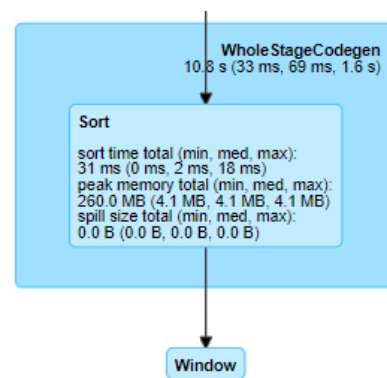 WholeStageCodegen
10.8 s (33 ms, 69 ms, 1.6 s)
Sort
sort time total (min, med, max):
31 ms (0 ms, 2 ms, 18 ms)
peak memory total (min, med, max):
260.0 MB (4.1 MB, 4.1 MB, 4.1 MB)
spill size total (min, med, max):
0.0 B (0.0 B, 0.0 B, 0.0 B)
Window